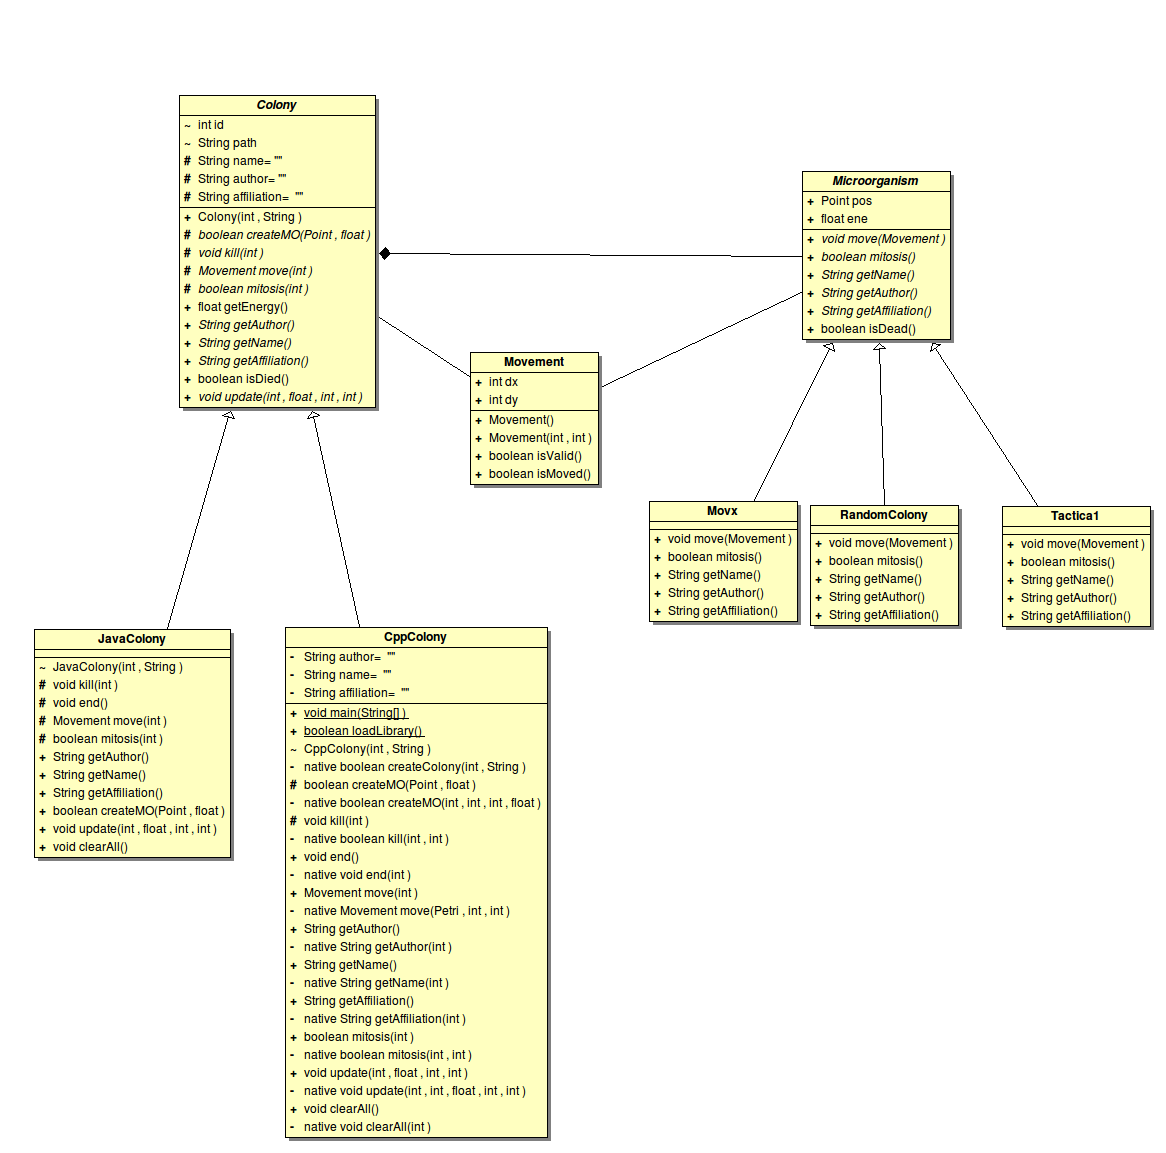 Colony
~ int id
~ String path
# String name= ""
# String author= ""
# String affiliation=  ""
+ Colony(int , String )
# boolean createMO(Point , float )
# void kill(int )
# Movement move(int )
# boolean mitosis(int )
+ float getEnergy()
+ String getAuthor()
+ String getName()
+ String getAffiliation()
+ boolean isDied()
+ void update(int , float , int , int )
Microorganism
+ Point pos
+ float ene
+ void move(Movement )
+ boolean mitosis()
+ String getName()
+ String getAuthor()
+ String getAffiliation()
+ boolean isDead()
Movement
+ int dx
+ int dy
+ Movement()
+ Movement(int , int )
+ boolean isValid()
+ boolean isMoved()
Movx
+ void move(Movement )
+ boolean mitosis()
+ String getName()
+ String getAuthor()
+ String getAffiliation()
RandomColony
+ void move(Movement )
+ boolean mitosis()
+ String getName()
+ String getAuthor()
+ String getAffiliation()
Tactica1
+ void move(Movement )
+ boolean mitosis()
+ String getName()
+ String getAuthor()
+ String getAffiliation()
JavaColony
~ JavaColony(int , String )
# void kill(int )
# void end()
# Movement move(int )
# boolean mitosis(int )
+ String getAuthor()
+ String getName()
+ String getAffiliation()
+ boolean createMO(Point , float )
+ void update(int , float , int , int )
+ void clearAll()
CppColony
- String author=  ""
- String name=  ""
- String affiliation=  ""
+ void main(String[] )
+ boolean loadLibrary()
~ CppColony(int , String )
- native boolean createColony(int , String )
# boolean createMO(Point , float )
- native boolean createMO(int , int , int , float )
# void kill(int )
- native boolean kill(int , int )
+ void end()
- native void end(int )
+ Movement move(int )
- native Movement move(Petri , int , int )
+ String getAuthor()
- native String getAuthor(int )
+ String getName()
- native String getName(int )
+ String getAffiliation()
- native String getAffiliation(int )
+ boolean mitosis(int )
- native boolean mitosis(int , int )
+ void update(int , float , int , int )
- native void update(int , int , float , int , int )
+ void clearAll()
- native void clearAll(int )